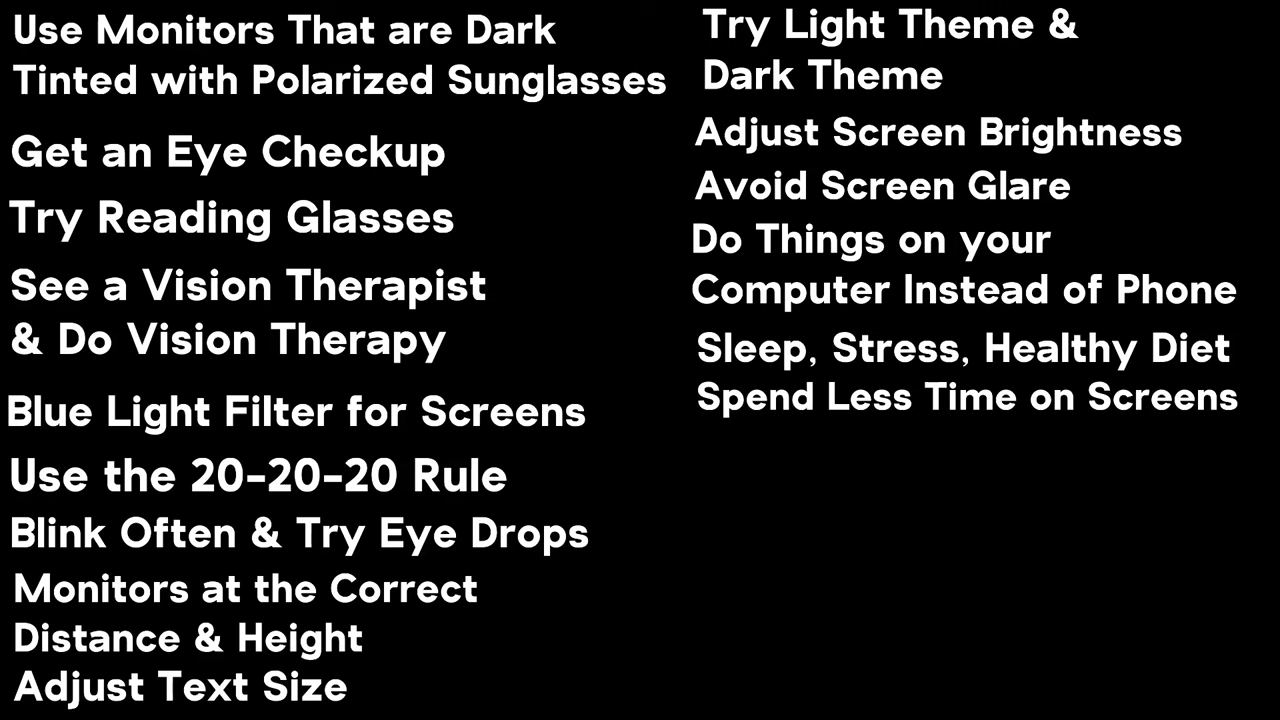 Use Monitors That are Dark
Tinted with Polarized Sunglasses
Get an Eye Checkup
Try Reading Glasses
See a Vision Therapist
& Do Vision Therapy
Blue Light Filter for Screens
Use the 20-20-20 Rule
Blink Often & Try Eye Drops
Monitors at the Correct
Distance & Height
Adjust Text Size
Try Light Theme &
Dark Theme
Adjust Screen Brightness
Avoid Screen Glare
Do Things on your
Computer Instead of Phone
Sleep, Stress, Healthy Diet
Spend Less Time on Screens